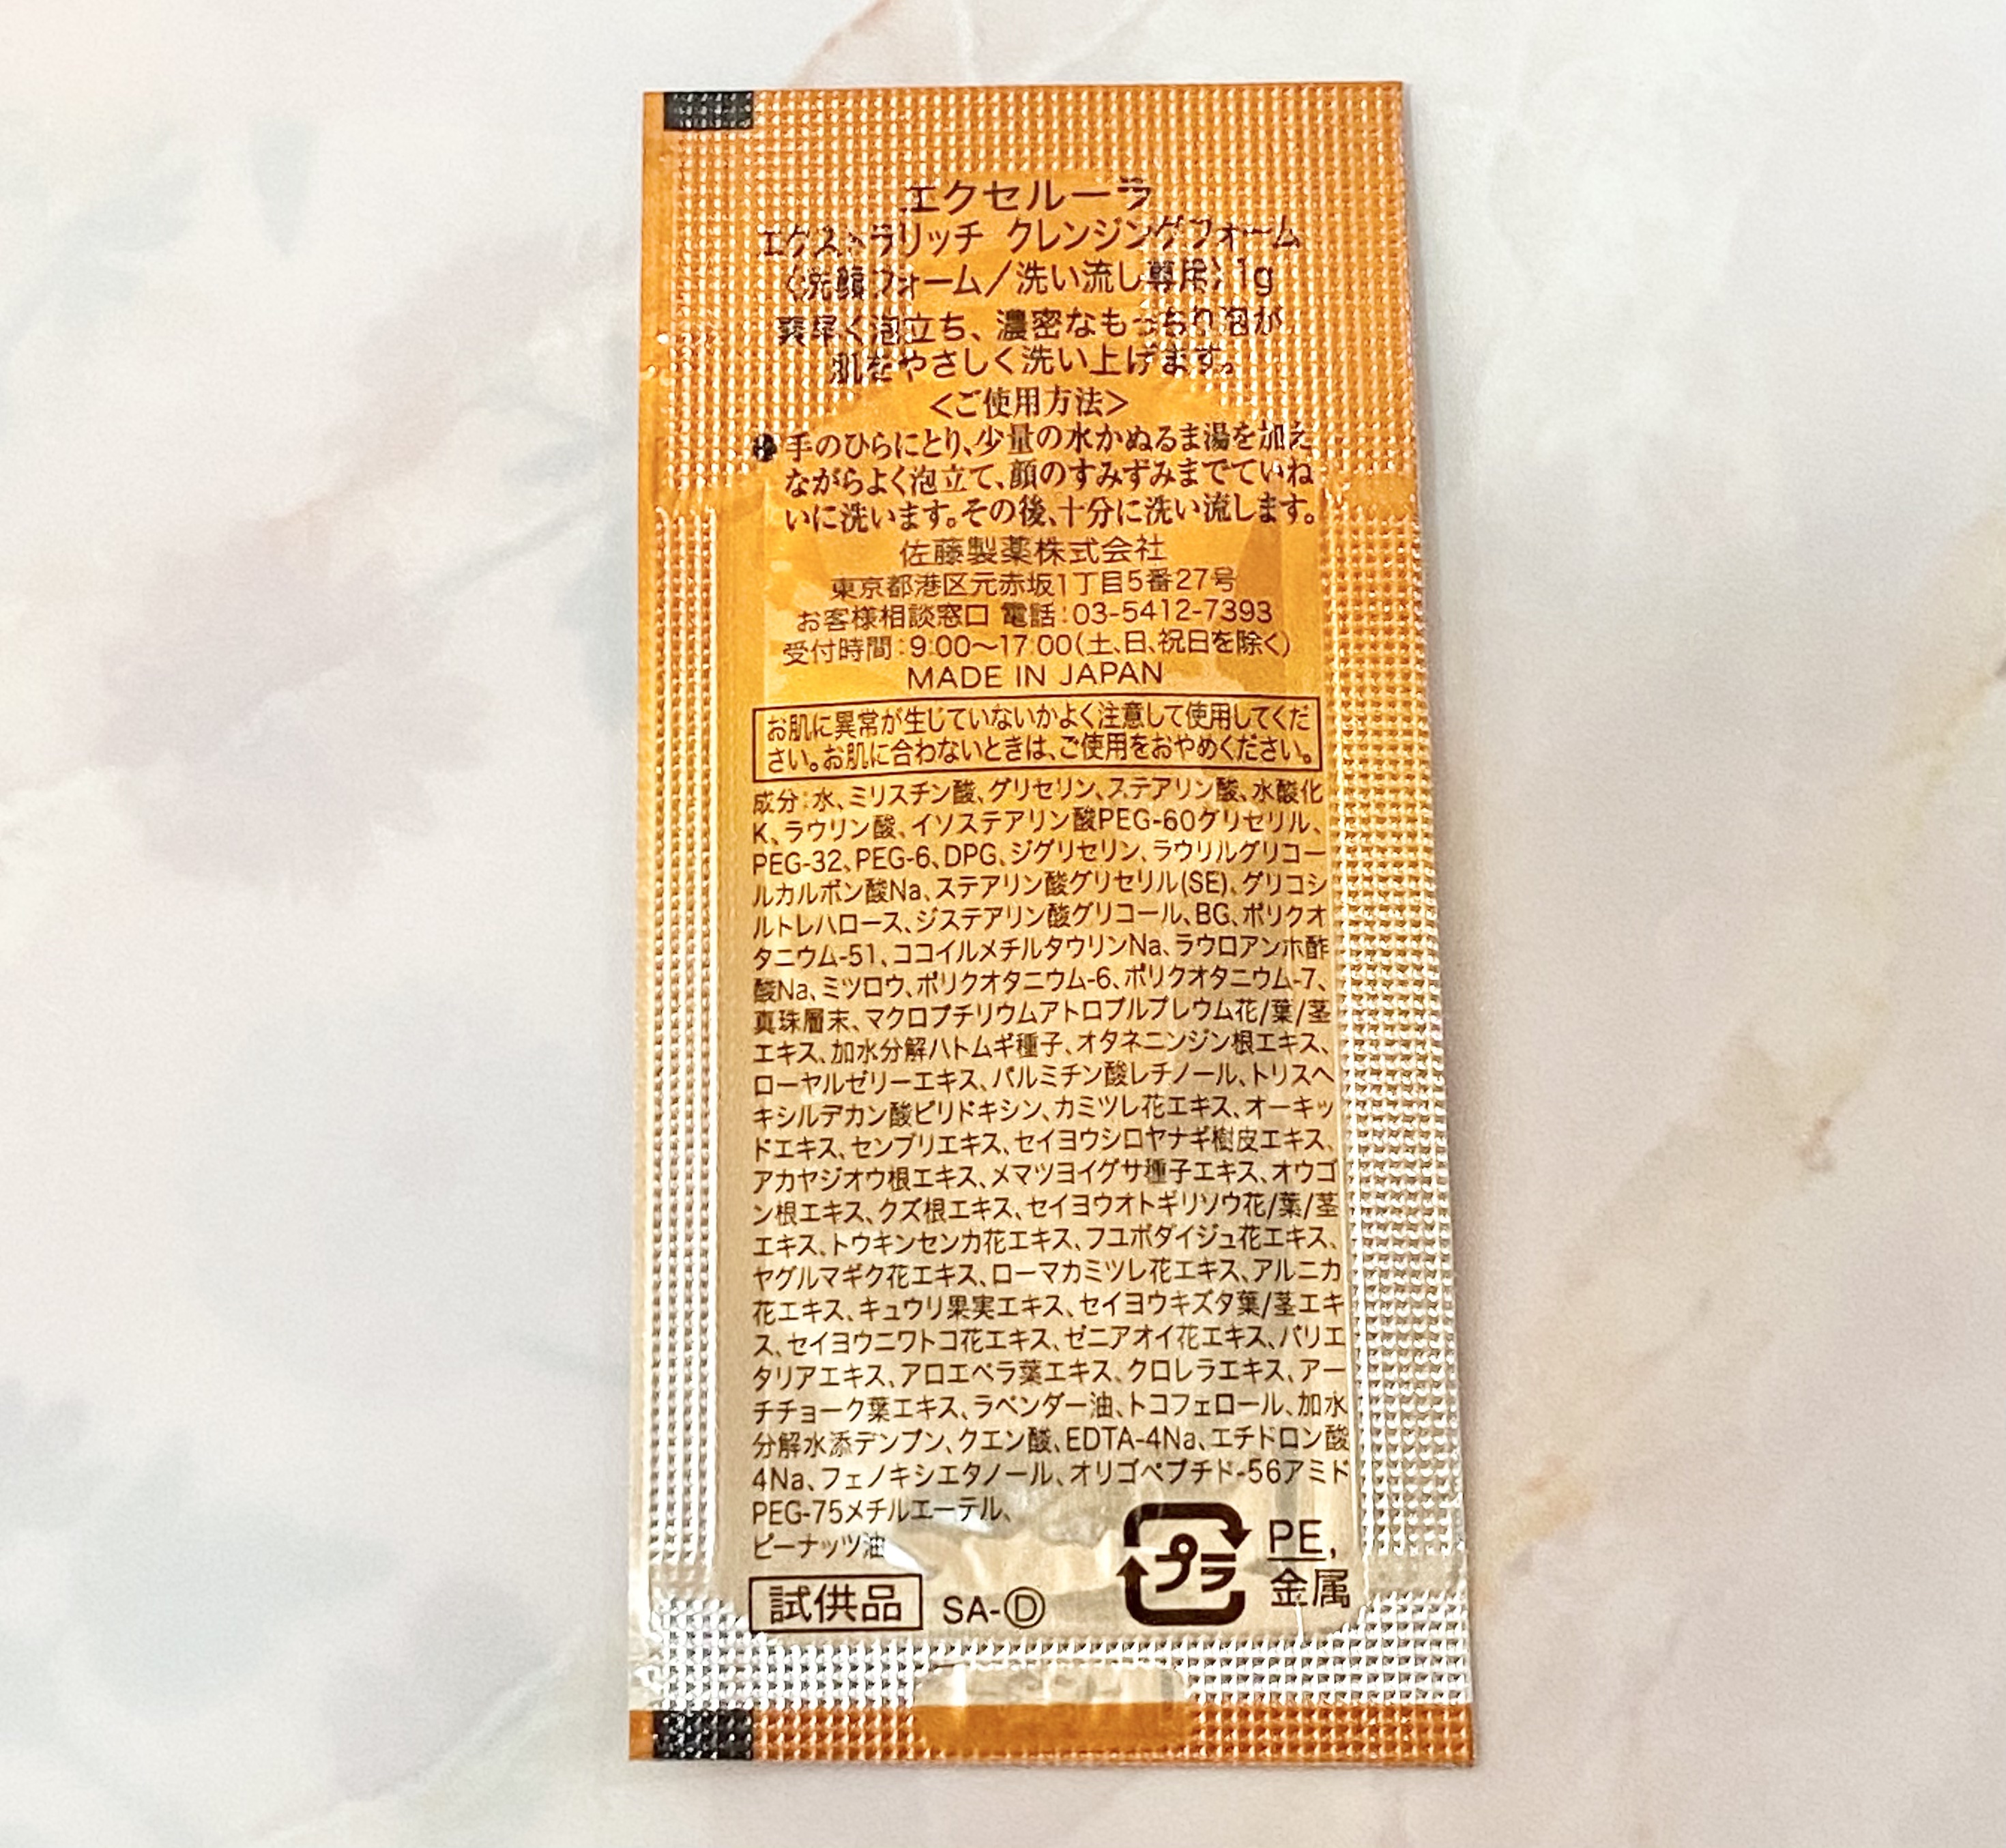 エクセルーラ
エクストラリッチ クレンジングフォーム
〈洗顔フォーム/洗い流し専用〉1g
素早く泡立ち、濃密なもっちり泡が
肌をやさしく洗い上げます。
<ご使用方法>
●手のひらにとり、少量の水かぬるま湯を加え
ながらよく泡立て、顔のすみずみまでていね
いに洗います。その後、十分に洗い流します。
佐藤製薬株式会社
東京都港区元赤坂1丁目5番27号
お客様相談窓口 電話:03-5412-7393
受付時間:9:00〜17:00(土、日、祝日を除く)
MADE IN JAPAN
お肌に異常が生じていないかよく注意して使用してくだ
さい。お肌に合わないときは、ご使用をおやめください。
成分:水、ミリスチン酸、グリセリン、ステアリン酸、水酸化
K、ラウリン酸、イソステアリン酸PEG-60グリセリル、
PEG-32、PEG-6、DPG、ジグリセリン、ラウリルグリコー
ルカルボン酸Na、ステアリン酸グリセリル(SE)、グリコシ
ルトレハロース、ジステアリン酸グリコール、BG、ポリクオ
タニウム-51、ココイルメチルタウリンNa、ラウロアンホ酢
酸Na、ミツロウ、ポリクオタニウム-6、ポリクオタニウム-7、
真珠層末、マクロプチリウムアトロプルプレウム花/葉/茎
エキス、加水分解ハトムギ種子、オタネニンジン根エキス、
ローヤルゼリーエキス、パルミチン酸レチノール、トリスヘ
キシルデカン酸ピリドキシン、カミツレ花エキス、オーキッ
ドエキス、センブリエキス、セイヨウシロヤナギ樹皮エキス、
アカヤジオウ根エキス、メマツヨイグサ種子エキス、オウゴ
ン根エキス、クズ根エキス、セイヨウオトギリソウ花/葉/茎
エキス、トウキンセンカ花エキス、フユボダイジュ花エキス、
ヤグルマギク花エキス、ローマカミツレ花エキス、アルニカ
花エキス、キュウリ果実エキス、セイヨウキズタ葉/茎エキ
ス、セイヨウニワトコ花エキス、ゼニアオイ花エキス、パリエ
タリアエキス、アロエベラ葉エキス、クロレラエキス、アー
チチョーク葉エキス、ラベンダー油、トコフェロール、加水
分解水添デンプン、クエン酸、EDTA-4Na、エチドロン酸
4Na、フェノキシエタノール、オリゴペプチド-56アミド
PEG-75メチルエーテル、
ピーナッツ油
プラ
PE,
金属
試供品 SA-Ⓓ